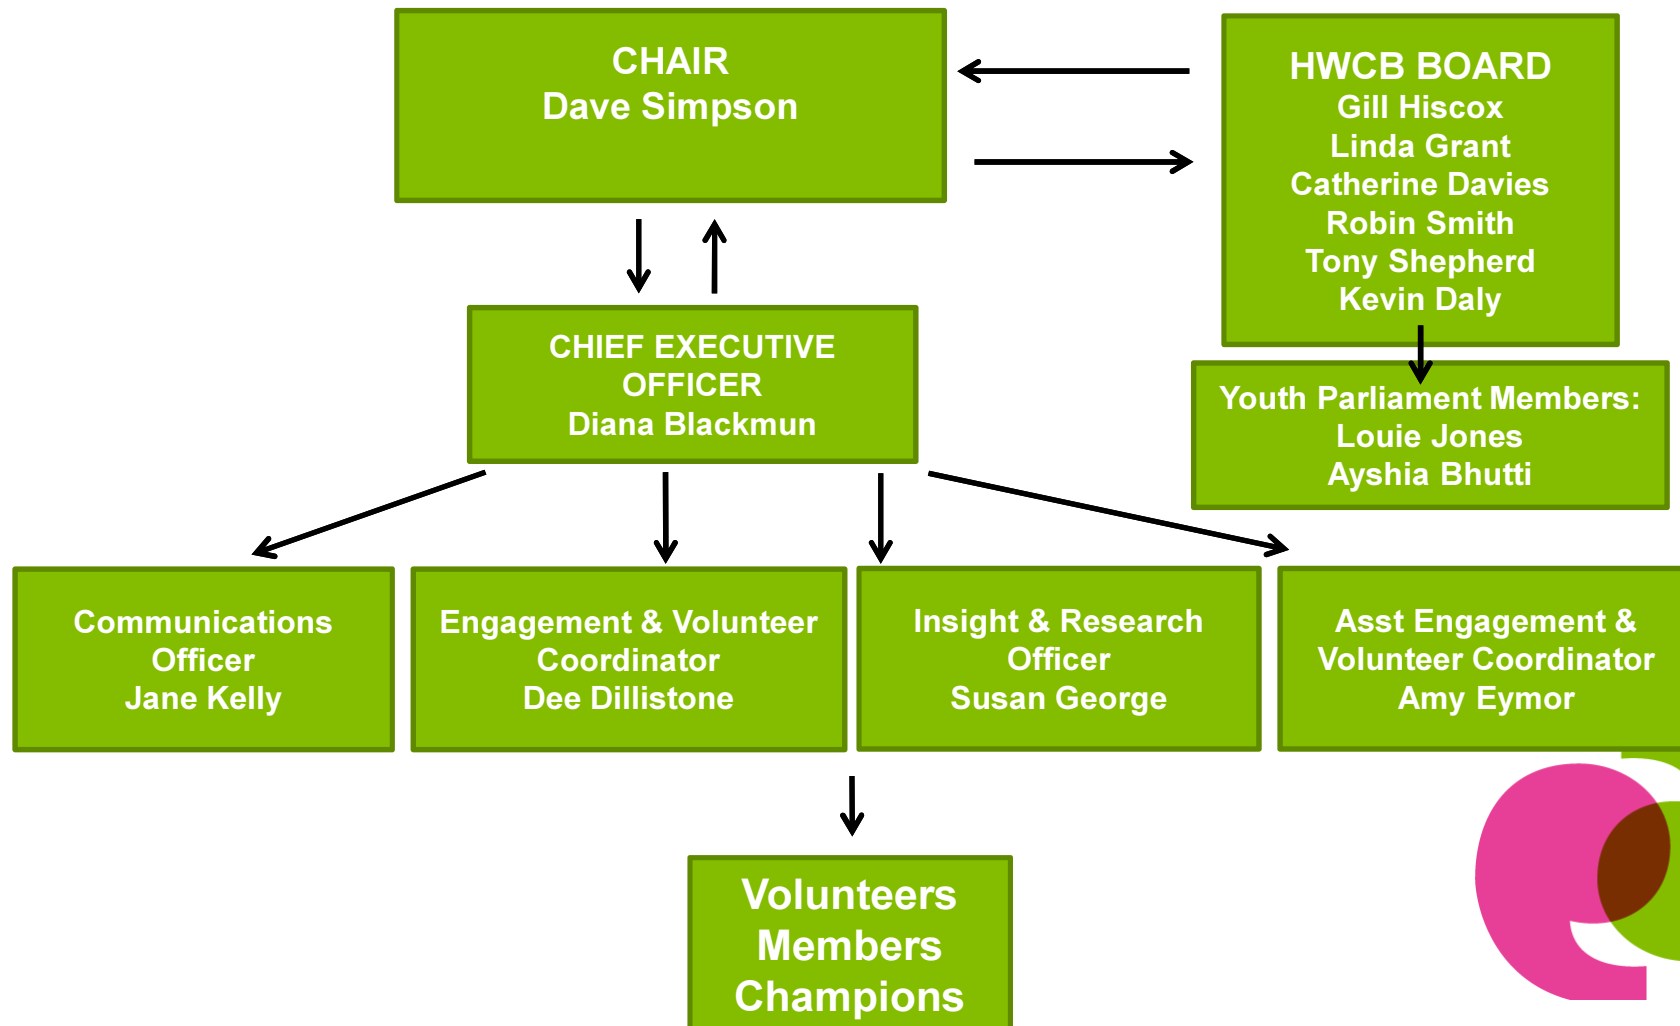 CHAIR
Dave Simpson
HWCB BOARD
Gill Hiscox
Linda Grant
Catherine Davies
Robin Smith
Tony Shepherd
Kevin Daly
CHIEF EXECUTIVE
OFFICER
Diana Blackmun
Youth Parliament Members:
Louie Jones
Ayshia Bhutti
Communications
Officer
Jane Kelly
Engagement & Volunteer
Coordinator
Dee Dillistone
Insight & Research
Officer
Susan George
Asst Engagement &
Volunteer Coordinator
Amy Eymor
Volunteers
Members
Champions